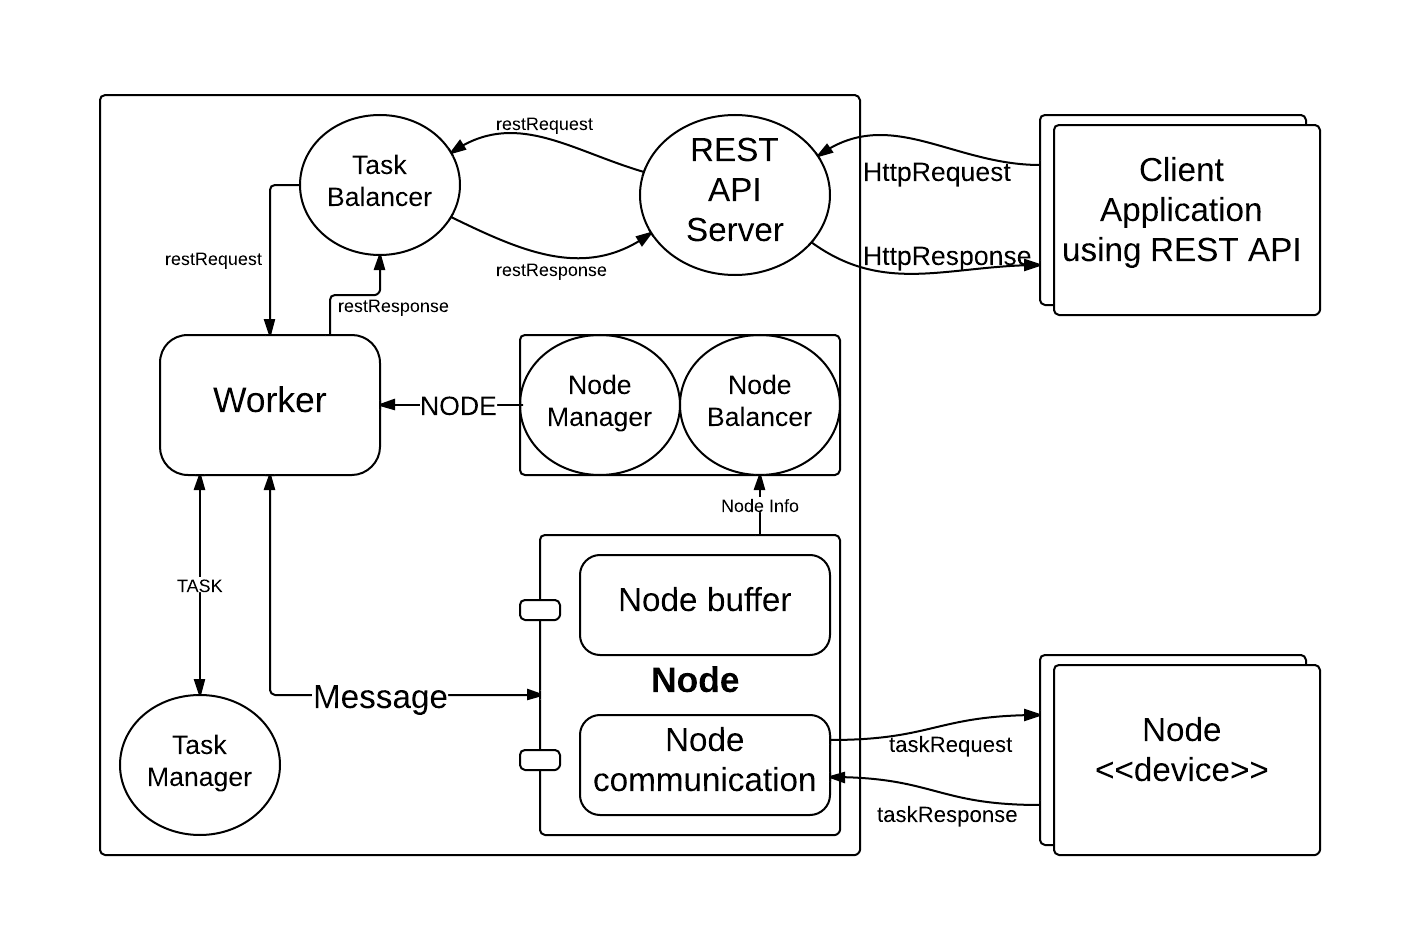 restRequest
Task
Balancer
REST
API
Server
HttpRequest
Client
Application
using REST API
restRequest
restResponse
HttpResponse
restResponse
Worker
NODE
Node
Manager
Node
Balancer
Node Info
TASK
Node buffer
Node
Message
Task
Manager
Node
communication
taskRequest
taskResponse
Node
<<device>>